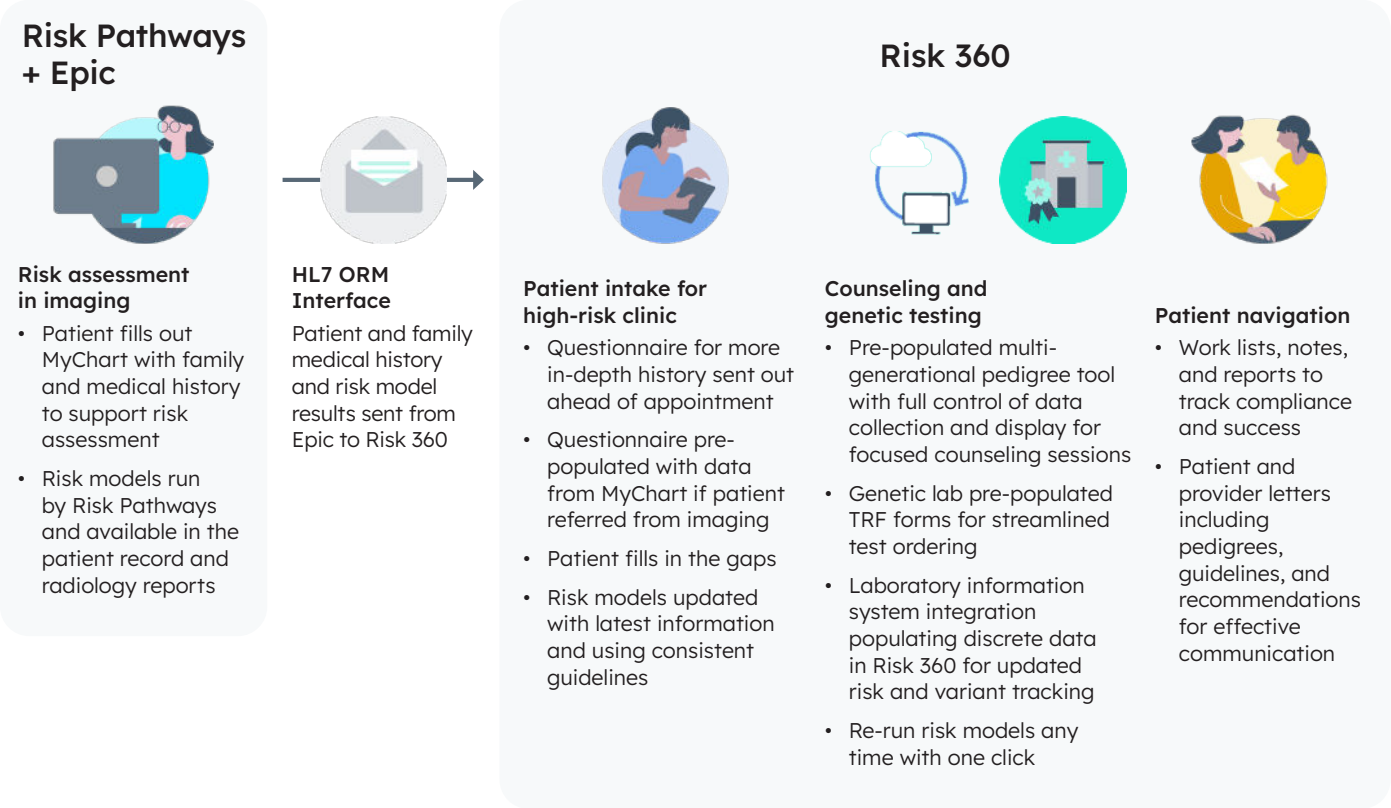 Risk Pathways
+ Epic
Risk assessment
in imaging
• Patient fills out
MyChart with family
and medical history
to support risk
assessment
• Risk models run
by Risk Pathways
and available in the
patient record and
radiology reports
HL7 ORM
Interface
Patient and family
medical history
and risk model
results sent from
Epic to Risk 360
Risk 360
Patient intake for
high-risk clinic
• Questionnaire for more
in-depth history sent out
ahead of appointment
• Questionnaire pre-
populated with data
from MyChart if patient
referred from imaging
• Patient fills in the gaps
• Risk models updated
with latest information
and using consistent
guidelines
Counseling and
genetic testing
• Pre-populated multi-
generational pedigree tool
with full control of data
collection and display for
focused counseling sessions
• Genetic lab pre-populated
TRF forms for streamlined
test ordering
• Laboratory information
system integration
populating discrete data
in Risk 360 for updated
risk and variant tracking
• Re-run risk models any
time with one click
Patient navigation
• Work lists, notes,
and reports to
track compliance
and success
• Patient and
provider letters
including
pedigrees,
guidelines, and
recommendations
for effective
communication